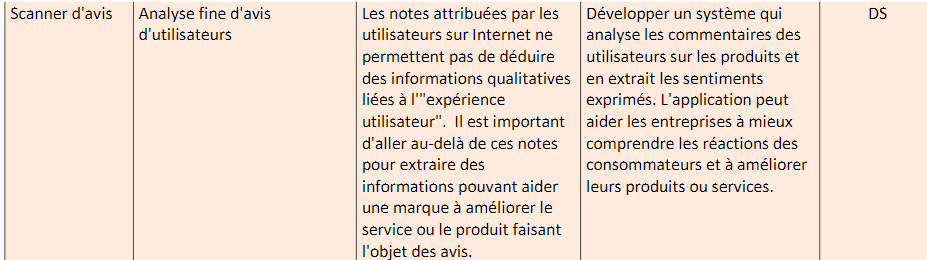 Scanner d'avis
Analyse fine d'avis
d'utilisateurs
Les notes attribuées par les
utilisateurs sur Internet ne
permettent pas de déduire
des informations qualitatives
liées à l'"expérience
utilisateur".  Il est important
d'aller au-delà de ces notes
pour extraire des
informations pouvant aider
une marque à améliorer le
service ou le produit faisant
l'objet des avis.
Développer un système qui
analyse les commentaires des
utilisateurs sur les produits et
en extrait les sentiments
exprimés. L'application peut
aider les entreprises à mieux
comprendre les réactions des
consommateurs et à améliorer
leurs produits ou services.
DS